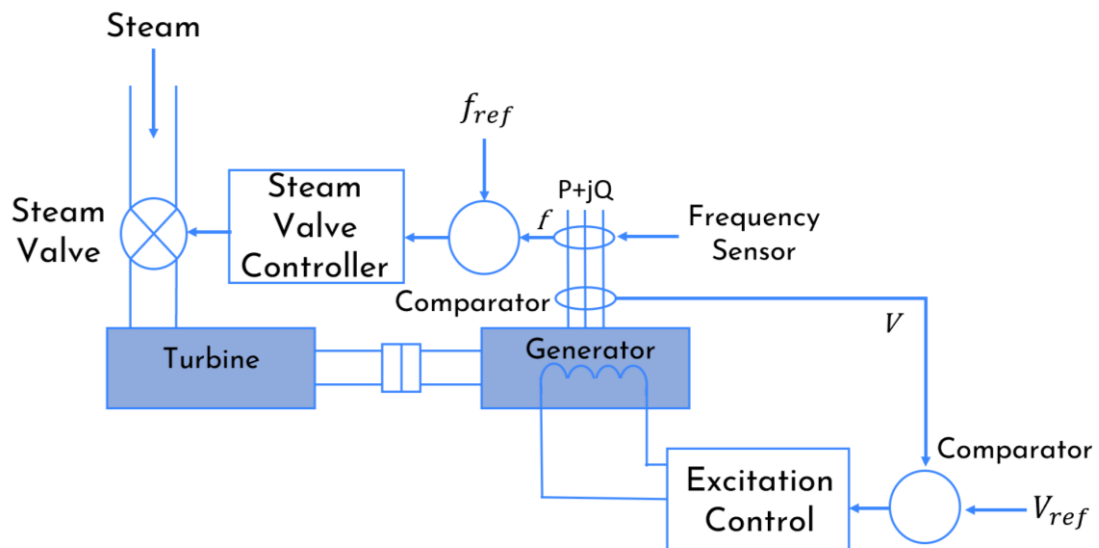 Steam
f_ref
P+jQ
Steam
Valve
Steam
Valve
Controller
f
Frequency
Sensor
Comparator
V
Turbine
Generator
Comparator
Excitation
Control
V_ref